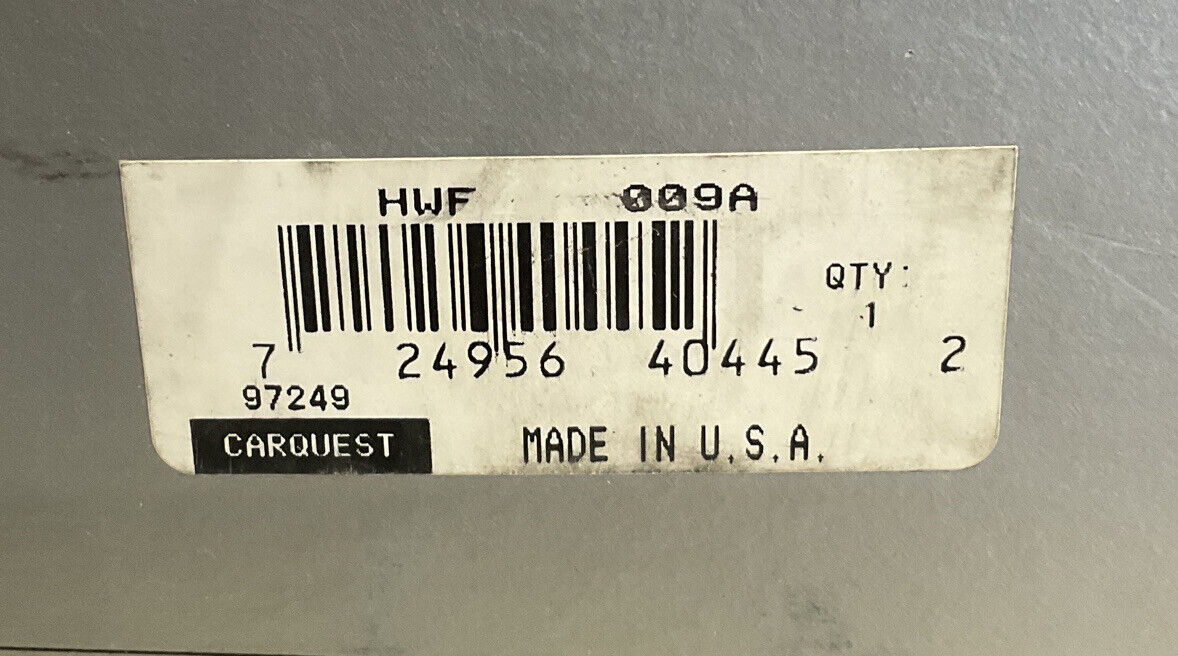 HWF 009A
QTY:
1
7 24956 40445 2
97249
CARQUEST
MADE IN U.S.A.